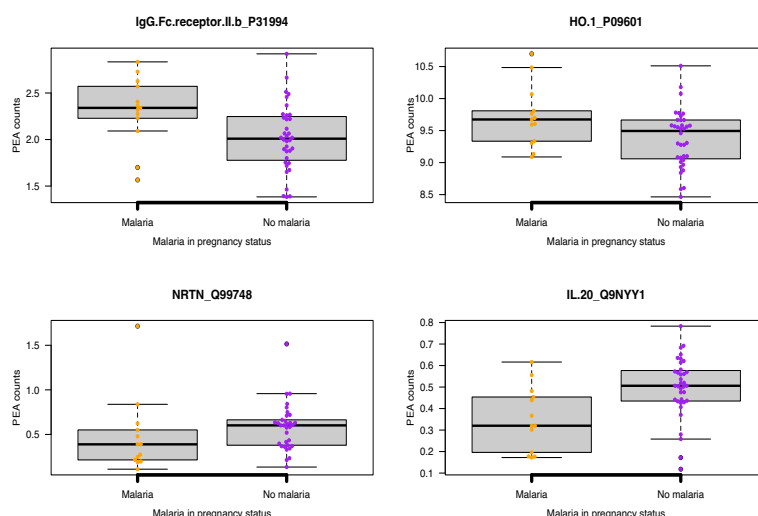 IgG.Fc.receptor.II.b_P31994
PEA counts
2.5
2.0
1.5
Malaria
No malaria
Malaria in pregnancy status
HO.1_P09601
PEA counts
10.5
10.0
9.5
9.0
8.5
Malaria
No malaria
Malaria in pregnancy status
NRTN_Q99748
PEA counts
1.5
1.0
0.5
Malaria
No malaria
Malaria in pregnancy status
IL.20_Q9NYY1
PEA counts
0.8
0.7
0.6
0.5
0.4
0.3
0.2
0.1
Malaria
No malaria
Malaria in pregnancy status